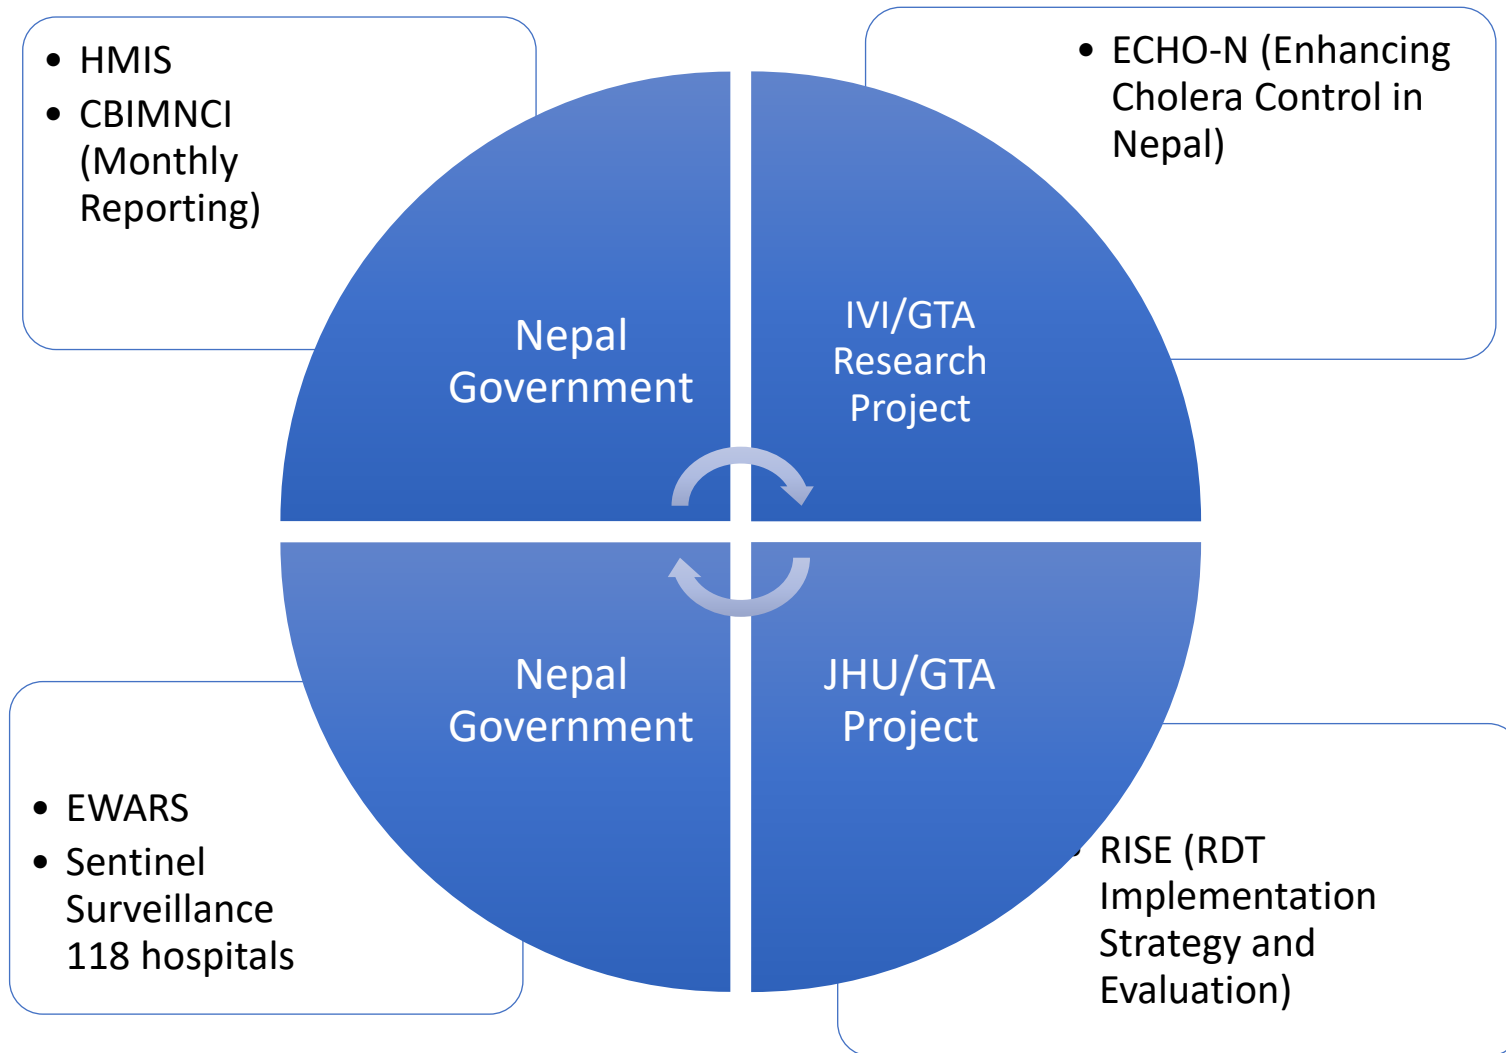 • HMIS
• CBIMNCI
(Monthly
Reporting)
• ECHO-N (Enhancing
Cholera Control in
Nepal)
Nepal
Government
IVI/GTA
Research
Project
Nepal
Government
JHU/GTA
Project
• EWARS
• Sentinel
Surveillance
118 hospitals
• RISE (RDT
Implementation
Strategy and
Evaluation)